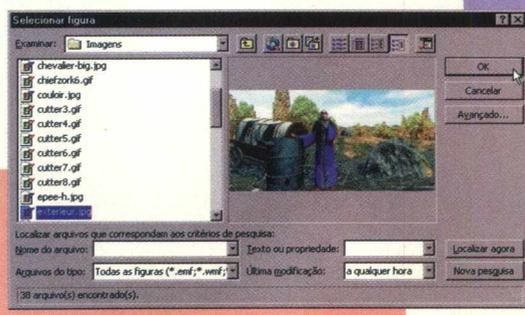 Selecionar figura
Examinar: Imagens
chevalier-big.jpg
chiefzork6.gif
couloir.jpg
cutter3.gif
cutter4.gif
cutter5.gif
cutter6.gif
cutter7.gif
cutter8.gif
epee-h.jpg
exterieur.jpg
OK
Cancelar
Avançado...
Localizar arquivos que correspondam aos critérios de pesquisa:
Nome do arquivo: Texto ou propriedade: Localizar agora
Arquivos do tipo: Todas as figuras (*.emf;*.wmf; Última modificação: a qualquer hora Nova pesquisa
38 arquivo(s) encontrado(s).